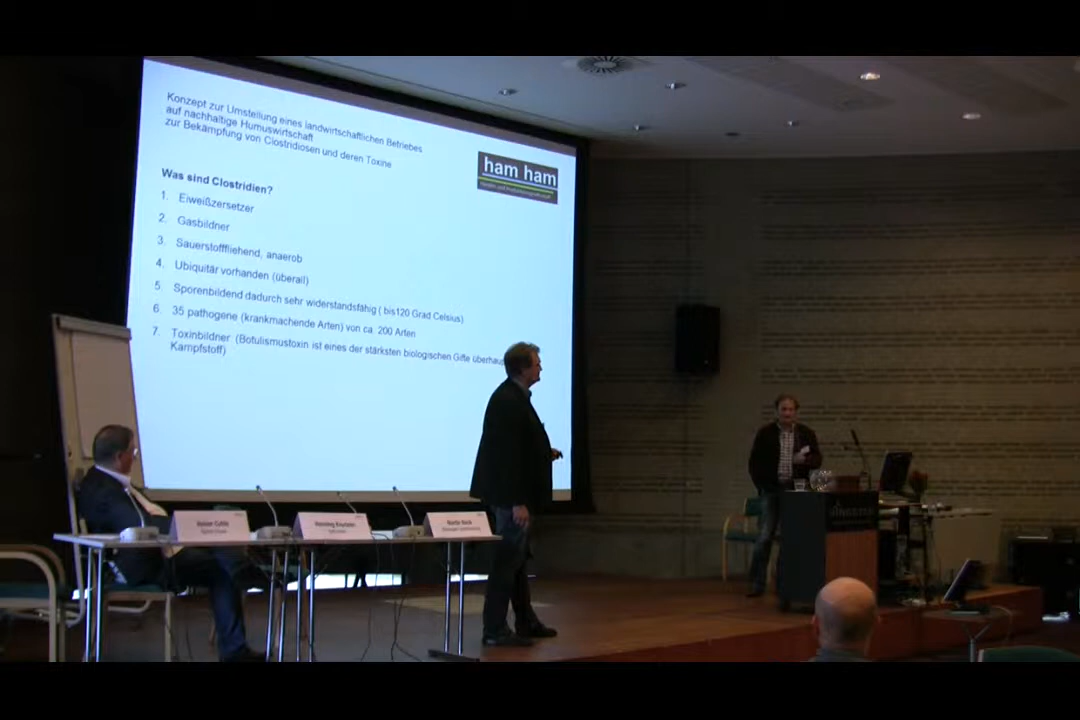 Konzept zur Umstellung eines landwirtschaftlichen Betriebes
auf nachhaltige Humuswirtschaft
zur Bekämpfung von Clostridiosen und deren Toxine
ham ham
Was sind Clostridien?
1. Eiweißzersetzer
2. Gasbildner
3. Sauerstofffliehend, anaerob
4. Ubiquitär vorhanden (überall)
5. Sporenbildend dadurch sehr widerstandsfähig ( bis120 Grad Celsius)
6. 35 pathogene (krankmachende Arten) von ca. 200 Arten
7. Toxinbildner (Botulismustoxin ist eines der stärksten biologischen Gifte
Kampfstoff)
Henning
Martin